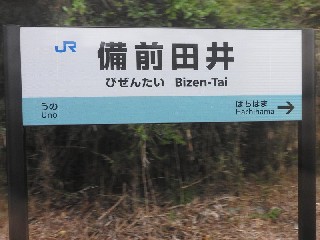 JR 備前田井
びぜんたい Bizen-Tai
うの はちはま
Uno Hachihama